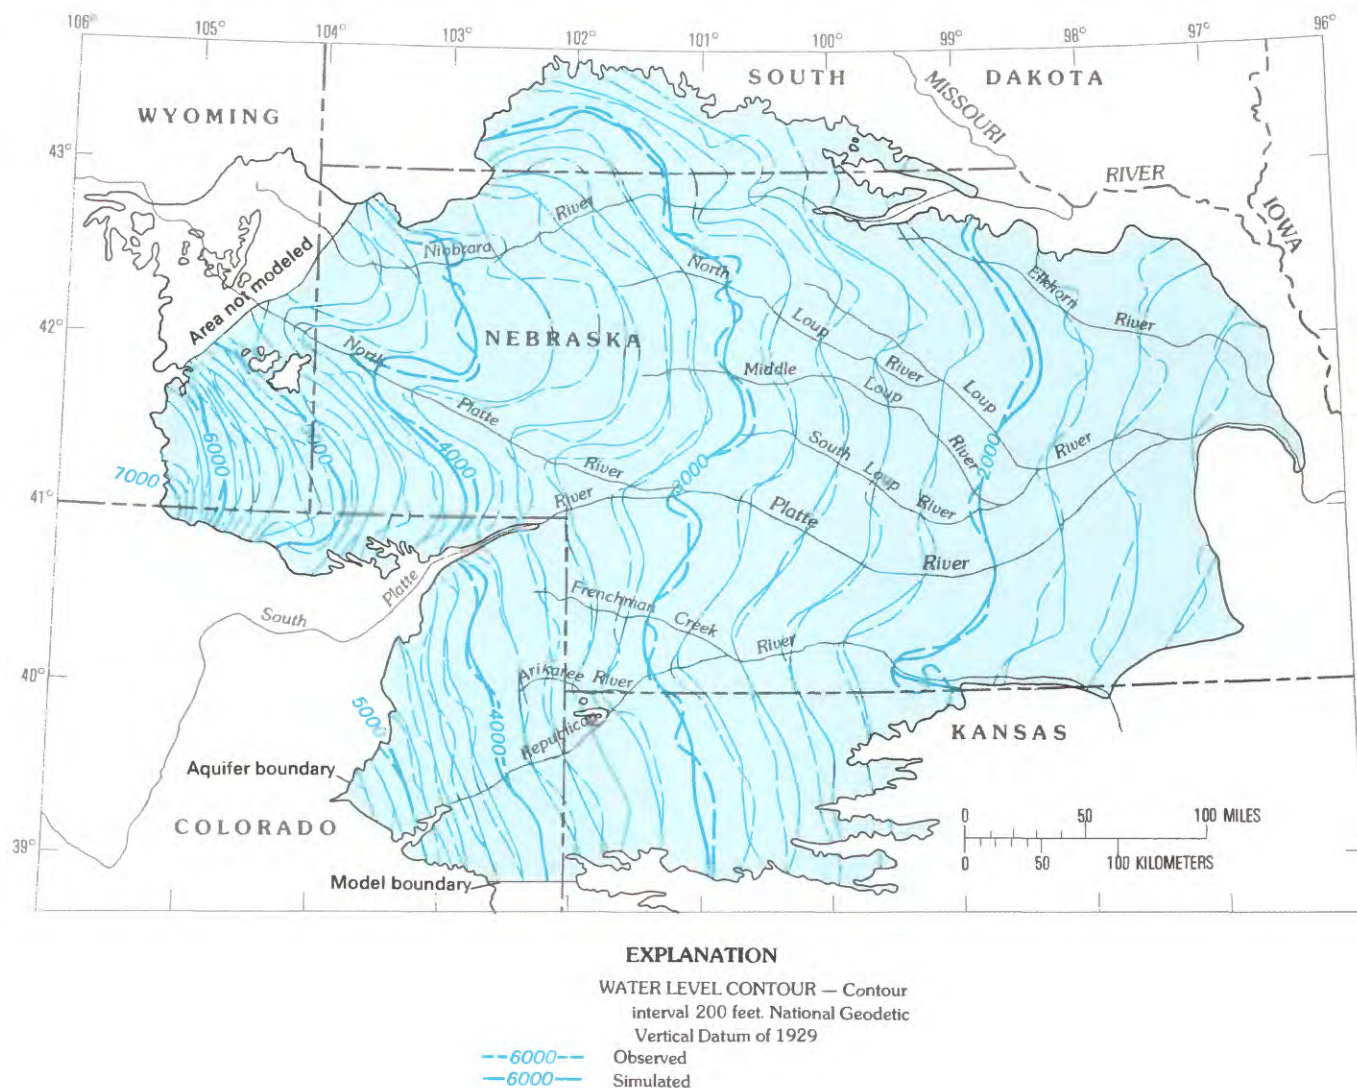 106° 105° 104° 103° 102° 101° 100° 99° 98° 97° 96°
SOUTH DAKOTA
MISSOURI
WYOMING
43°
RIVER
IOWA
River
Niobrara
North
Elkhorn
Area not modeled
42°
River
NEBRASKA
Loup
North
River
Middle
Loup
Loup
Platte
River
River
South
6000
4000
2000
3000
Loup
River
7000
41°
River
River
Platte
River
Platte
Frenchman
South
Creek
River
40°
Arikaree River
5000
4000
Republican
KANSAS
Aquifer boundary
0 50 100 MILES
COLORADO
39°
0 50 100 KILOMETERS
Model boundary
EXPLANATION
WATER LEVEL CONTOUR — Contour
interval 200 feet. National Geodetic
Vertical Datum of 1929
6000 Observed
6000 Simulated